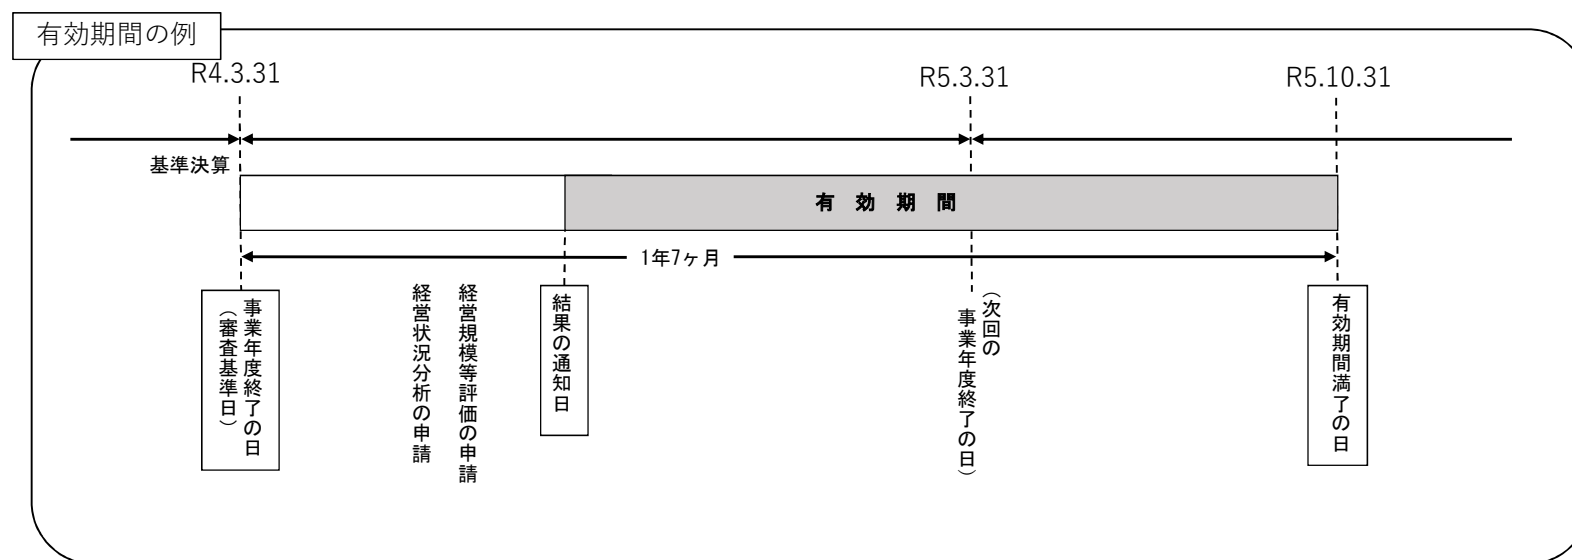 有効期間の例
R4.3.31
R5.3.31
R5.10.31
基準決算
有 効 期 間
1年7ヶ月
事業年度終了の日
（審査基準日）
経営状況分析の申請
経営規模等評価の申請
結果の通知日
（次回の
事業年度終了の日）
有効期間満了の日